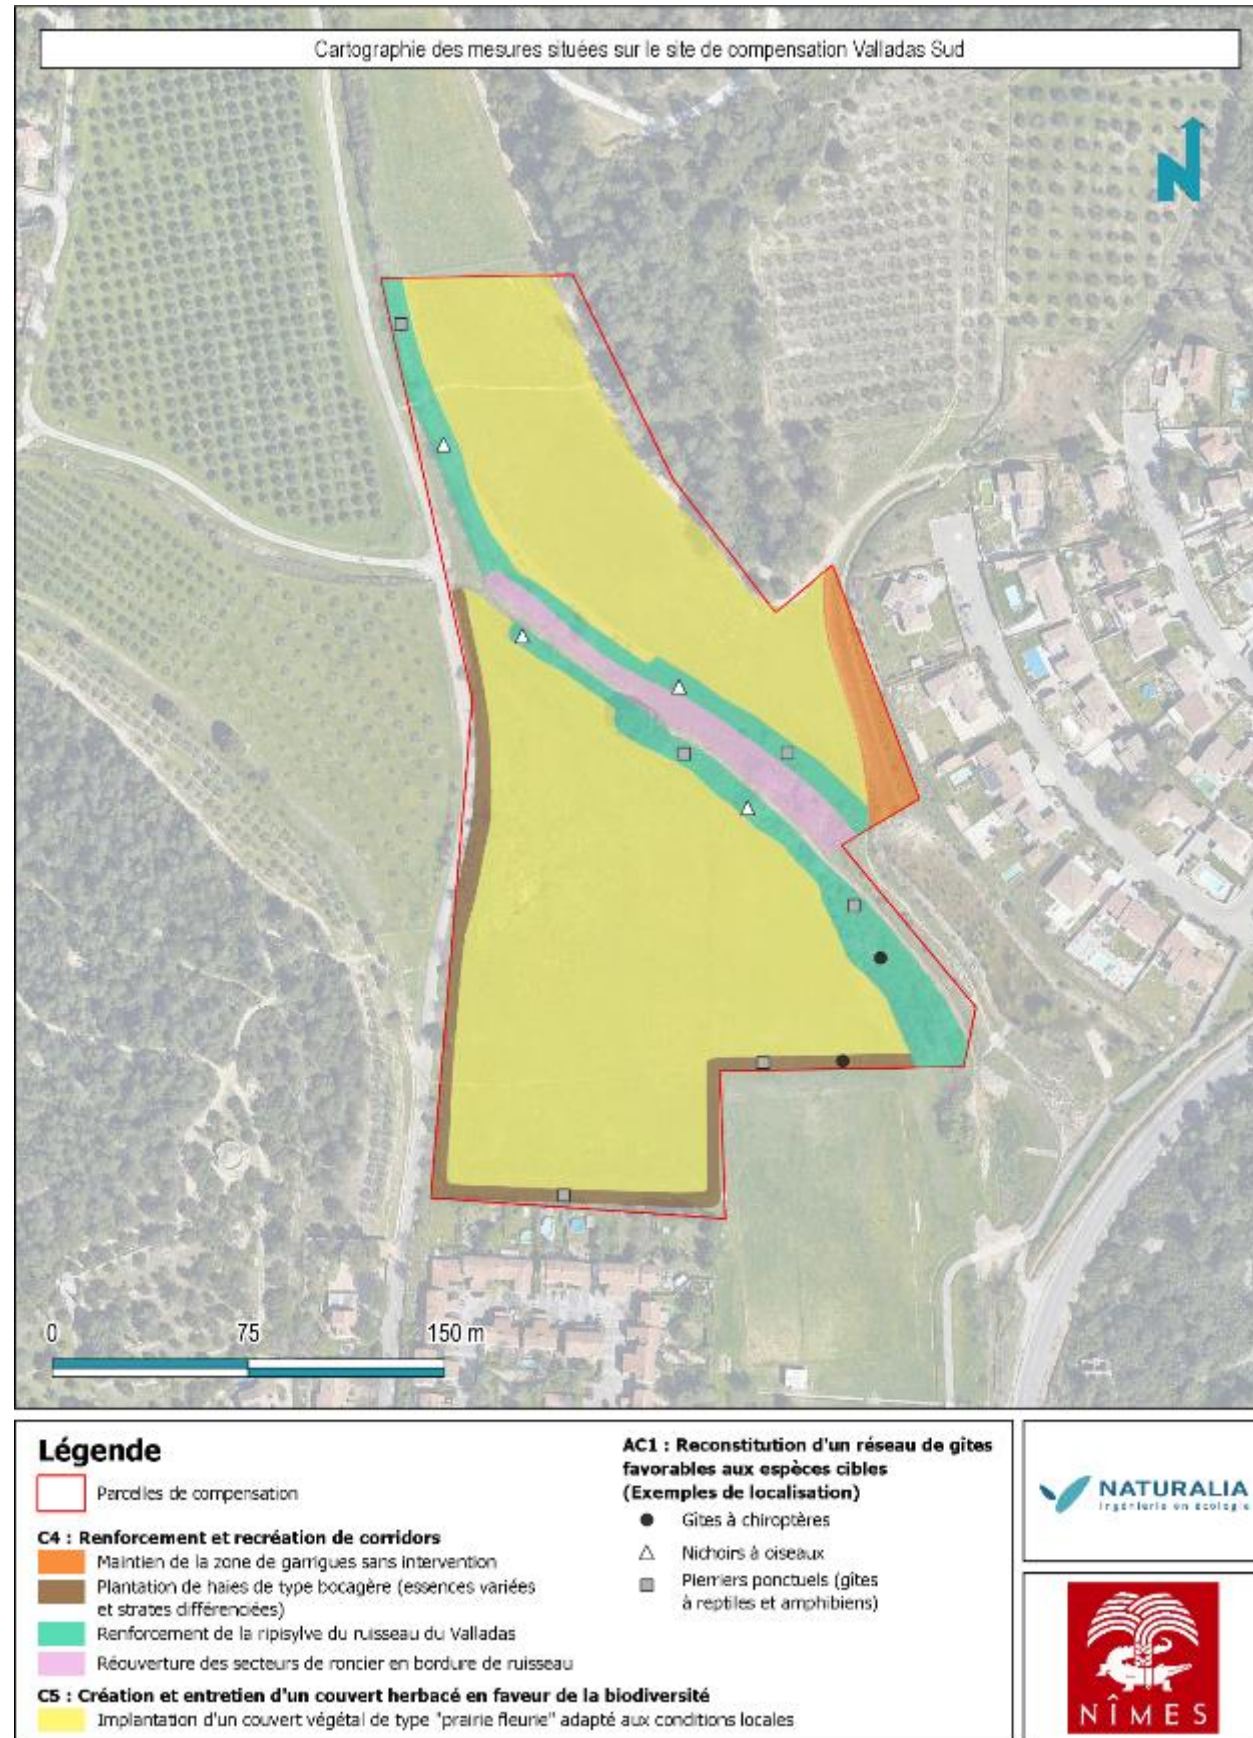 Cartographie des mesures situées sur le site de compensation Valladas Sud
N
0 75 150 m
Légende
Parcelles de compensation
C4 : Renforcement et recréation de corridors
Maintien de la zone de garrigues sans intervention
Plantation de haies de type bocagère (essences variées
et strates différenciées)
Renforcement de la ripisylve du ruisseau du Valladas
Réouverture des secteurs de roncier en bordure de ruisseau
C5 : Création et entretien d'un couvert herbacé en faveur de la biodiversité
Implantation d'un couvert végétal de type "prairie fleurie" adapté aux conditions locales
AC1 : Reconstitution d'un réseau de gîtes
favorables aux espèces cibles
(Exemples de localisation)
Gîtes à chiroptères
Nichoirs à oiseaux
Pierriers ponctuels (gîtes
à reptiles et amphibiens)
NATURALIA
Ingénierie en écologie
NÎMES